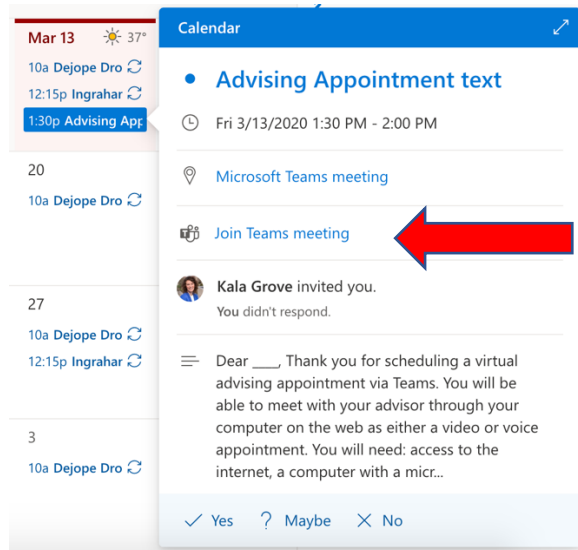 Mar 13 37°
10a Dejope Dro
12:15p Ingrahar
1:30p Advising App
20
10a Dejope Dro
27
10a Dejope Dro
12:15p Ingrahar
3
10a Dejope Dro
Calendar
Advising Appointment text
Fri 3/13/2020 1:30 PM - 2:00 PM
Microsoft Teams meeting
Join Teams meeting
Kala Grove invited you.
You didn't respond.
Dear ___, Thank you for scheduling a virtual
advising appointment via Teams. You will be
able to meet with your advisor through your
computer on the web as either a video or voice
appointment. You will need: access to the
internet, a computer with a micr...
Yes ? Maybe No